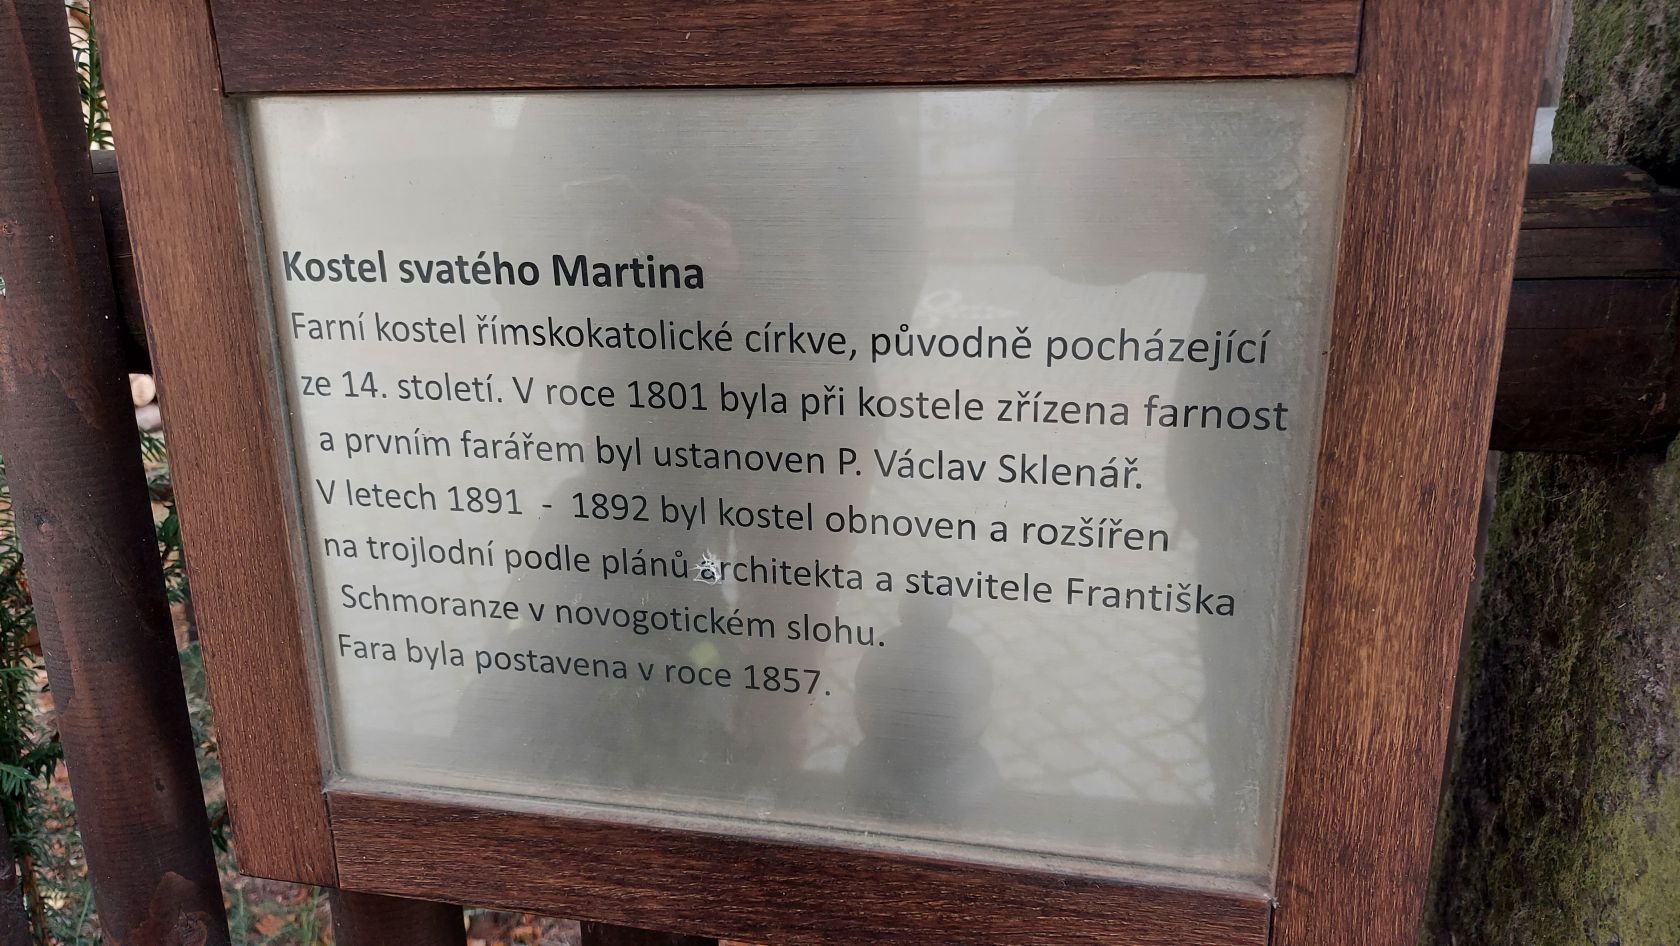 Kostel svatého Martina
Farní kostel římskokatolické církve, původně pocházející
ze 14. století. V roce 1801 byla při kostele zřízena farnost
a prvním farářem byl ustanoven P. Václav Sklenář.
V letech 1891 - 1892 byl kostel obnoven a rozšířen
na trojlodní podle plánů architekta a stavitele Františka
Schmoranze v novogotickém slohu.
Fara byla postavena v roce 1857.